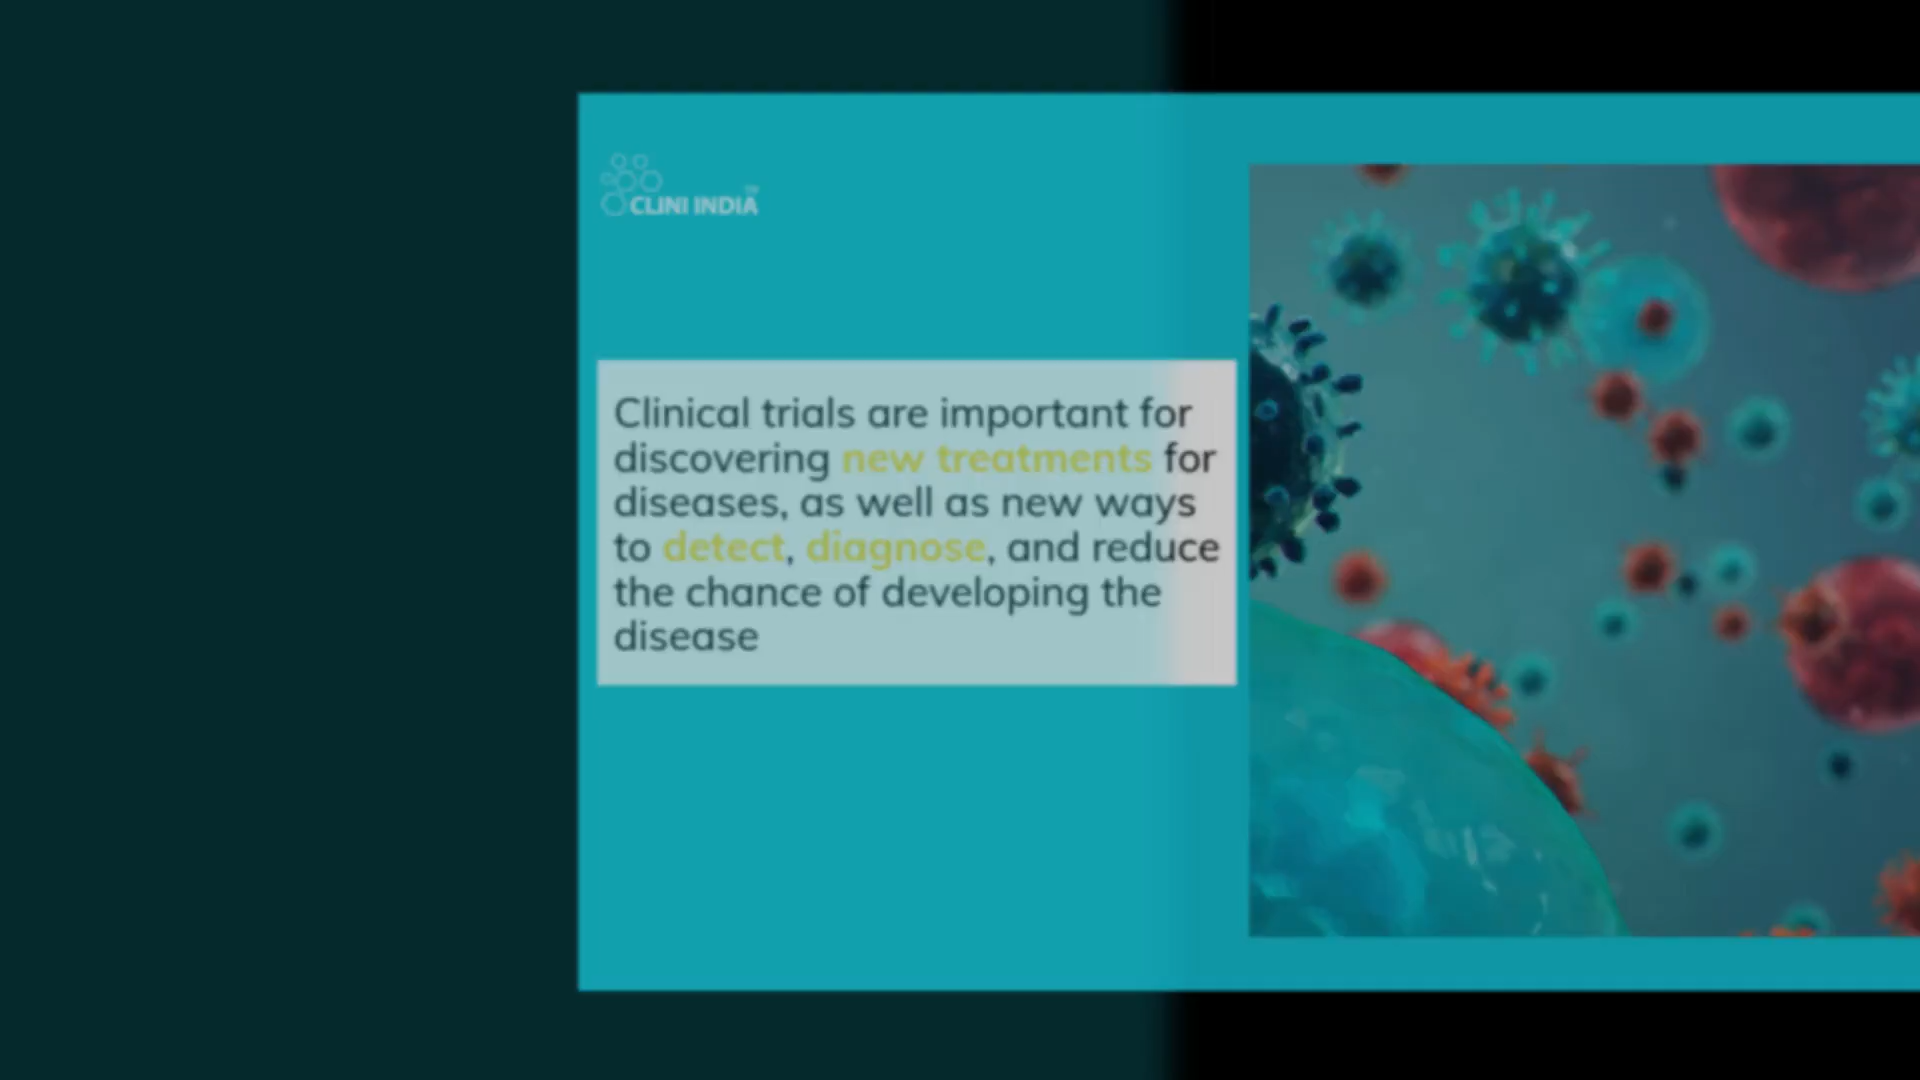 CLINI INDIA™
Clinical trials are important for
discovering new treatments for
diseases, as well as new ways
to detect, diagnose, and reduce
the chance of developing the
disease